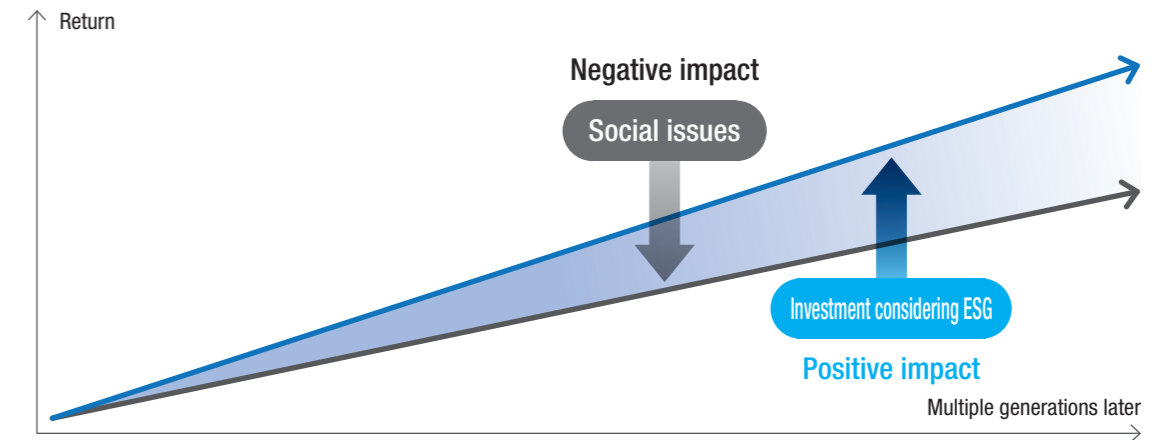 Return
Negative impact
Social issues
Investment considering ESG
Positive impact
Multiple generations later